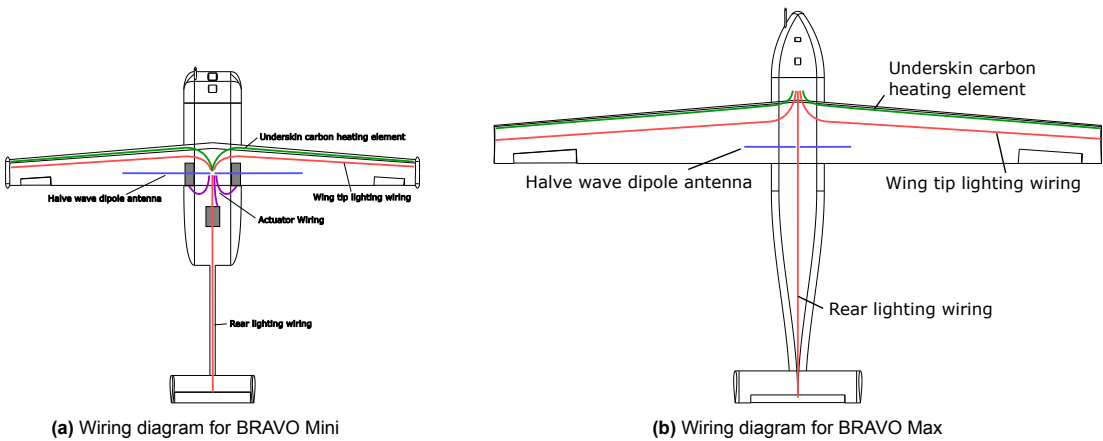 Underskin carbon heating element
Halve wave dipole antenna
Wing tip lighting wiring
Actuator Wiring
Rear lighting wiring
(a) Wiring diagram for BRAVO Mini
Underskin carbon
heating element
Halve wave dipole antenna
Wing tip lighting wiring
Rear lighting wiring
(b) Wiring diagram for BRAVO Max